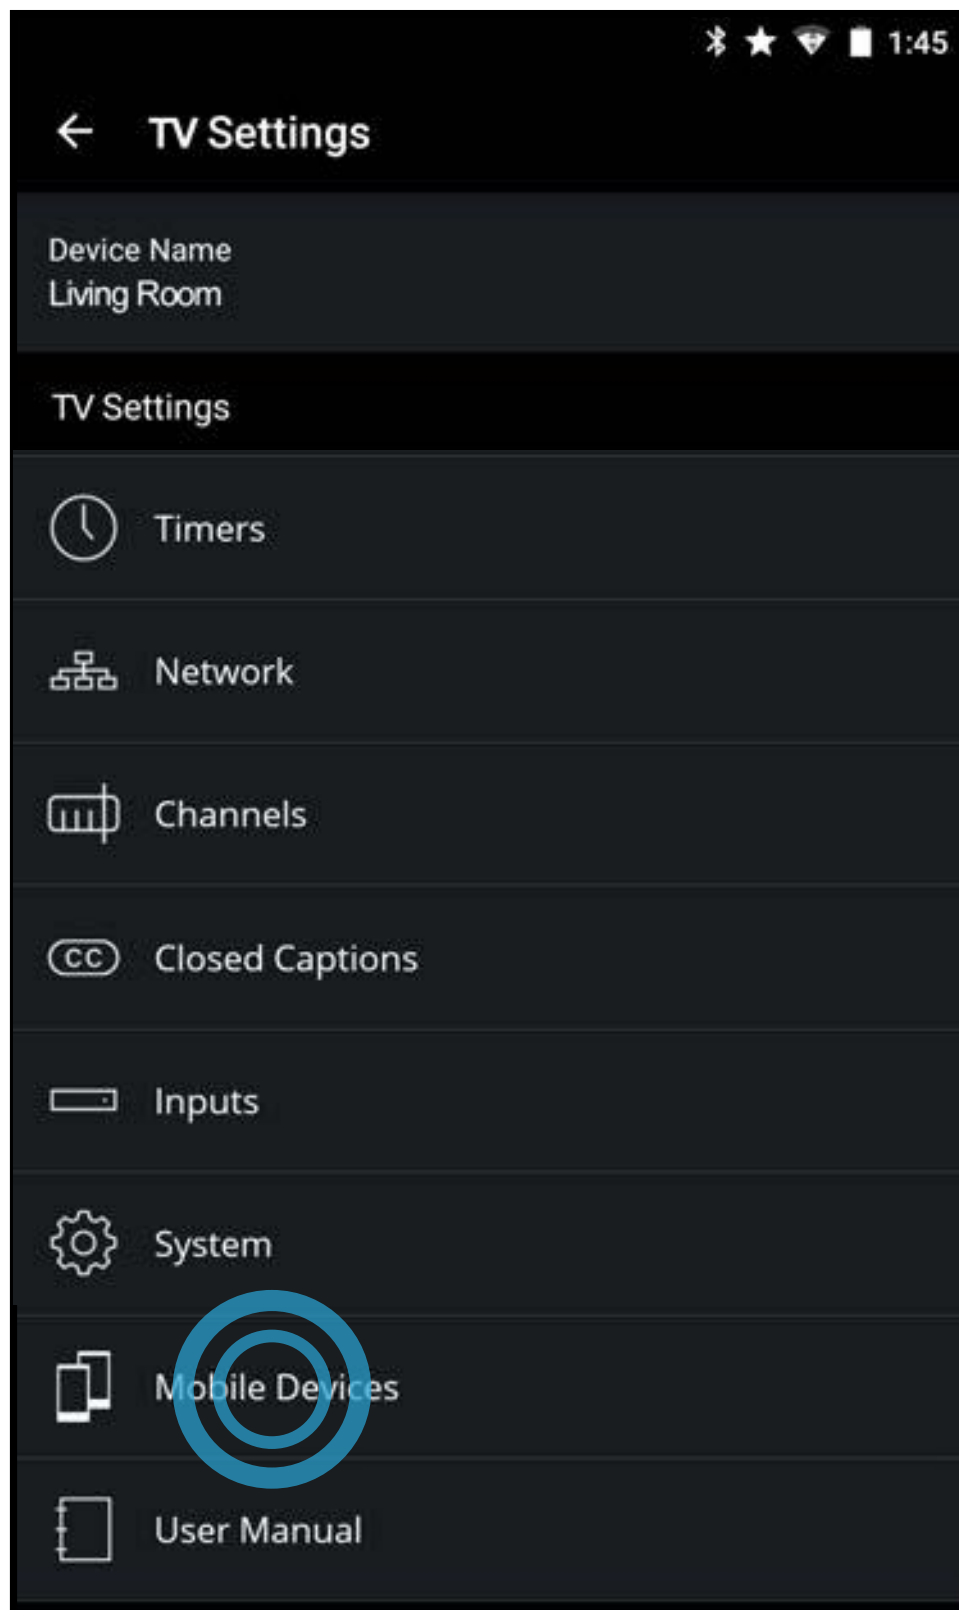 1:45
TV Settings
Device Name
Living Room
TV Settings
Timers
Network
Channels
CC Closed Captions
Inputs
System
Mobile Devices
User Manual